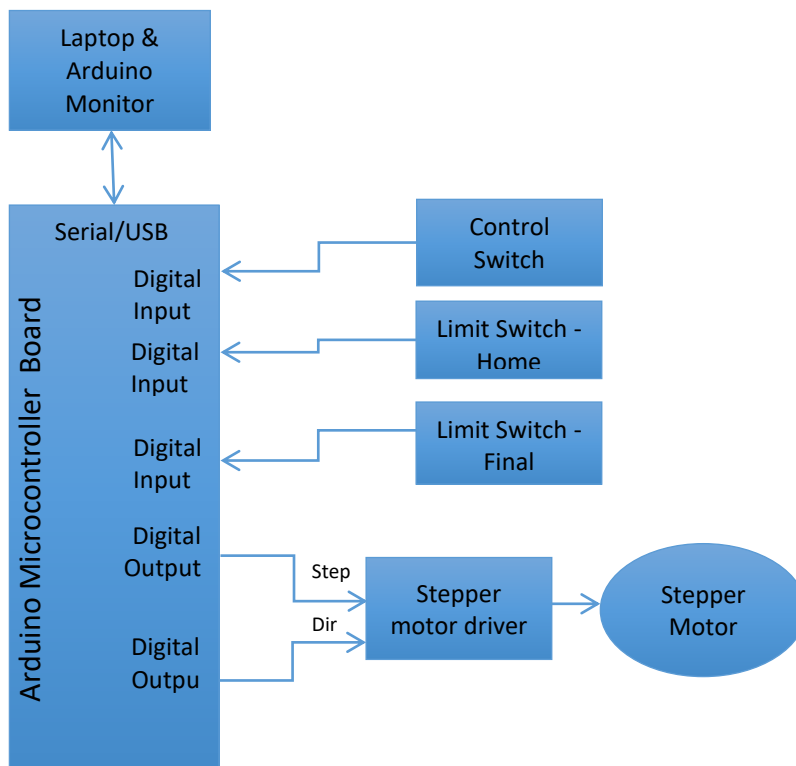 Laptop &
Arduino
Monitor
Serial/USB
Arduino Microcontroller Board
Digital
Input
Digital
Input
Digital
Input
Digital
Output
Digital
Outpu
Control
Switch
Limit Switch -
Home
Limit Switch -
Final
Step
Dir
Stepper
motor driver
Stepper
Motor